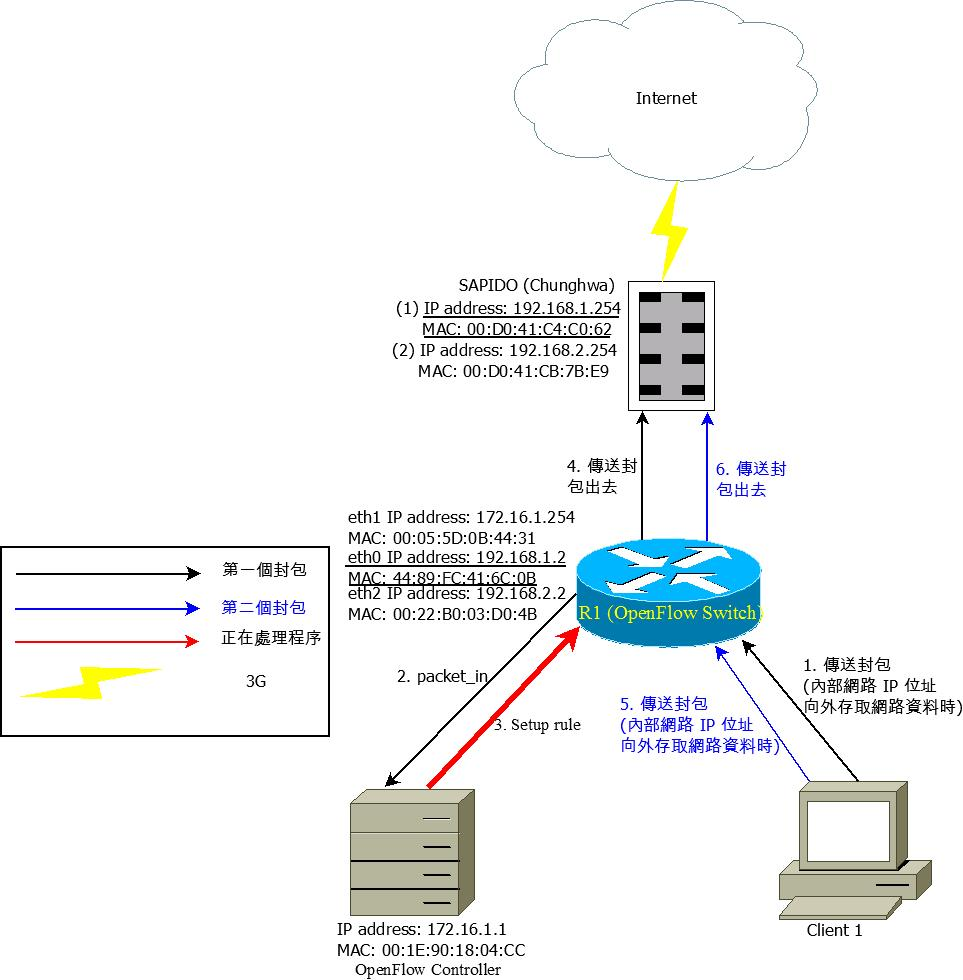 Internet
SAPIDO (Chunghwa)
(1) IP address: 192.168.1.254
MAC: 00:D0:41:C4:C0:62
(2) IP address: 192.168.2.254
MAC: 00:D0:41:CB:7B:E9
4. 傳送封
包出去
6. 傳送封
包出去
eth1 IP address: 172.16.1.254
MAC: 00:05:5D:0B:44:31
eth0 IP address: 192.168.1.2
MAC: 44:89:FC:41:6C:0B
eth2 IP address: 192.168.2.2
MAC: 00:22:B0:03:D0:4B
R1 (OpenFlow Switch)
第一個封包
第二個封包
正在處理程序
3G
2. packet_in
3. Setup rule
1. 傳送封包
(內部網路 IP 位址
向外存取網路資料時)
5. 傳送封包
(內部網路 IP 位址
向外存取網路資料時)
IP address: 172.16.1.1
MAC: 00:1E:90:18:04:CC
OpenFlow Controller
Client 1